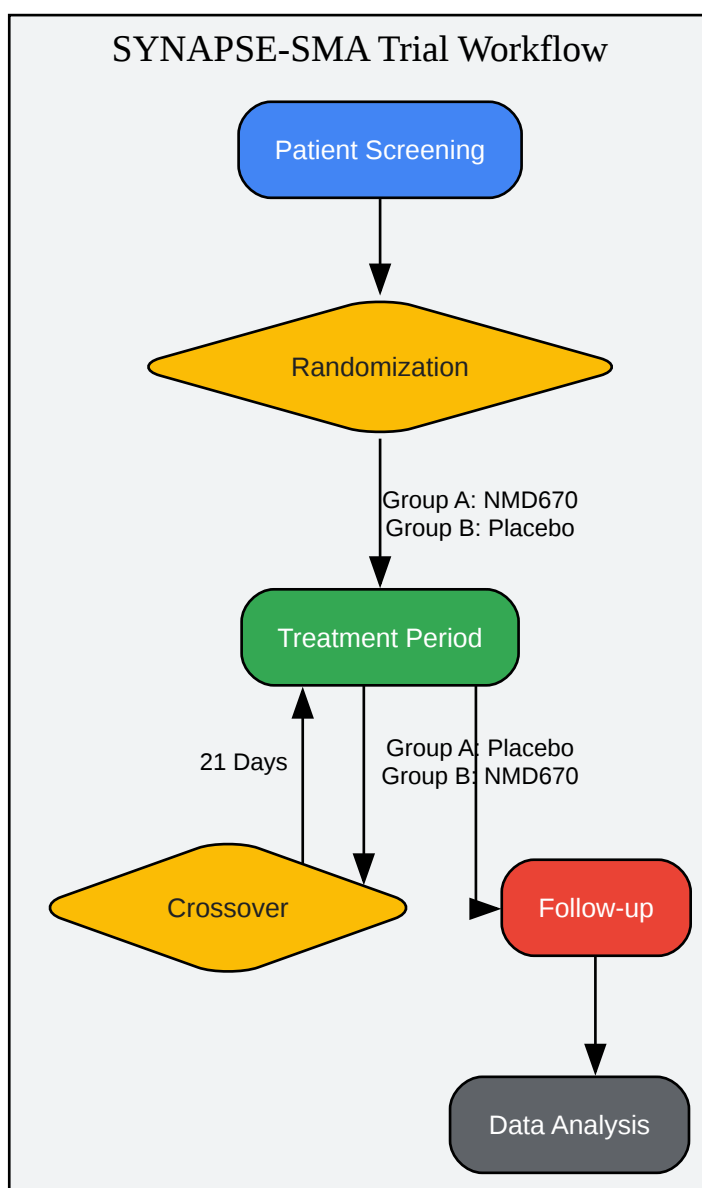 SYNAPSE-SMA Trial Workflow
Patient Screening
Randomization
Group A: NMD670
Group B: Placebo
Treatment Period
21 Days
Group A: Placebo
Group B: NMD670
Crossover
Follow-up
Data Analysis